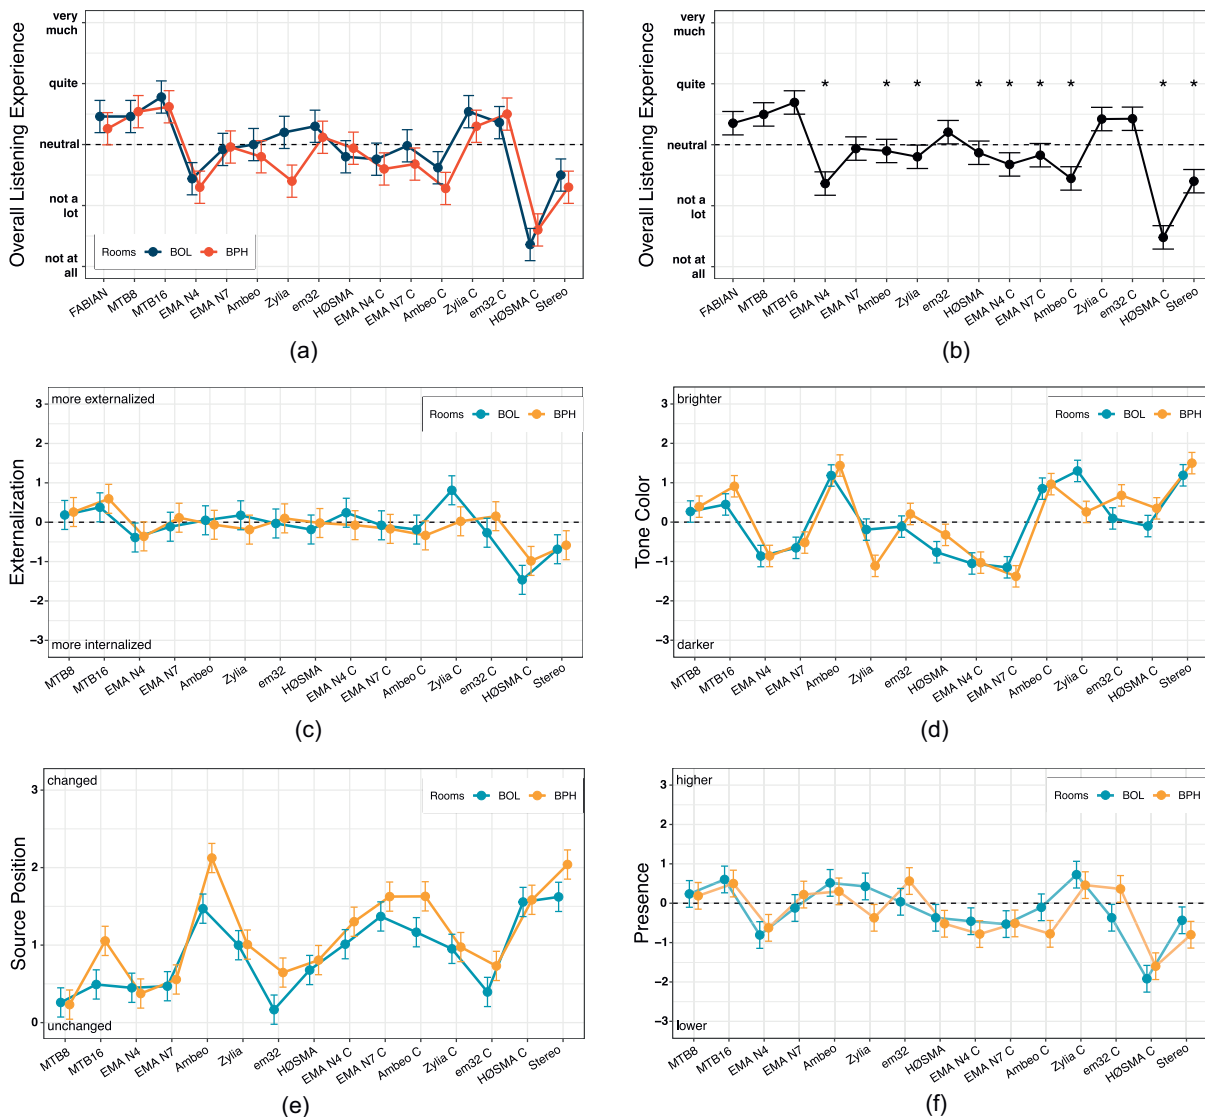 Overall Listening Experience
very
much
quite
neutral
not a
lot
not at
all
Rooms BOL BPH
FABIAN MTB8 MTB16 EMA N4 EMA N7 Ambeo Zylia em32 HØSMA EMA N4 C EMA N7 C Ambeo C Zylia C em32 C HØSMA C Stereo
(a)
Overall Listening Experience
very
much
quite
* * * * * * * * *
neutral
not a
lot
not at
all
FABIAN MTB8 MTB16 EMA N4 EMA N7 Ambeo Zylia em32 HØSMA EMA N4 C EMA N7 C Ambeo C Zylia C em32 C HØSMA C Stereo
(b)
Externalization
more externalized
Rooms BOL BPH
3
2
1
0
−1
−2
−3
more internalized
MTB8 MTB16 EMA N4 EMA N7 Ambeo Zylia em32 HØSMA EMA N4 C EMA N7 C Ambeo C Zylia C em32 C HØSMA C Stereo
(c)
Tone Color
brighter
Rooms BOL BPH
3
2
1
0
−1
−2
−3
darker
MTB8 MTB16 EMA N4 EMA N7 Ambeo Zylia em32 HØSMA EMA N4 C EMA N7 C Ambeo C Zylia C em32 C HØSMA C Stereo
(d)
Source Position
changed
Rooms BOL BPH
3
2
1
0
unchanged
MTB8 MTB16 EMA N4 EMA N7 Ambeo Zylia em32 HØSMA EMA N4 C EMA N7 C Ambeo C Zylia C em32 C HØSMA C Stereo
(e)
Presence
higher
Rooms BOL BPH
3
2
1
0
−1
−2
−3
lower
MTB8 MTB16 EMA N4 EMA N7 Ambeo Zylia em32 HØSMA EMA N4 C EMA N7 C Ambeo C Zylia C em32 C HØSMA C Stereo
(f)